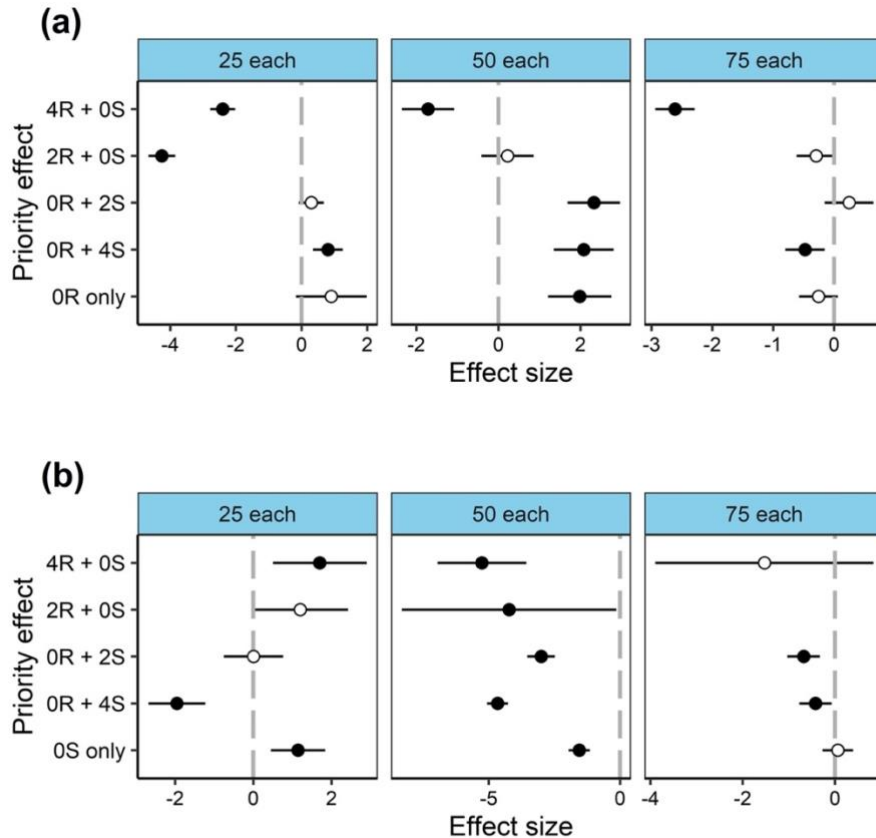 (a)
25 each 50 each 75 each
Priority effect
4R + 0S
2R + 0S
0R + 2S
0R + 4S
0R only
-4 -2 0 2 -2 0 2 -3 -2 -1 0
Effect size
(b)
25 each 50 each 75 each
Priority effect
4R + 0S
2R + 0S
0R + 2S
0R + 4S
0S only
-2 0 2 -5 0 -4 -2 0
Effect size